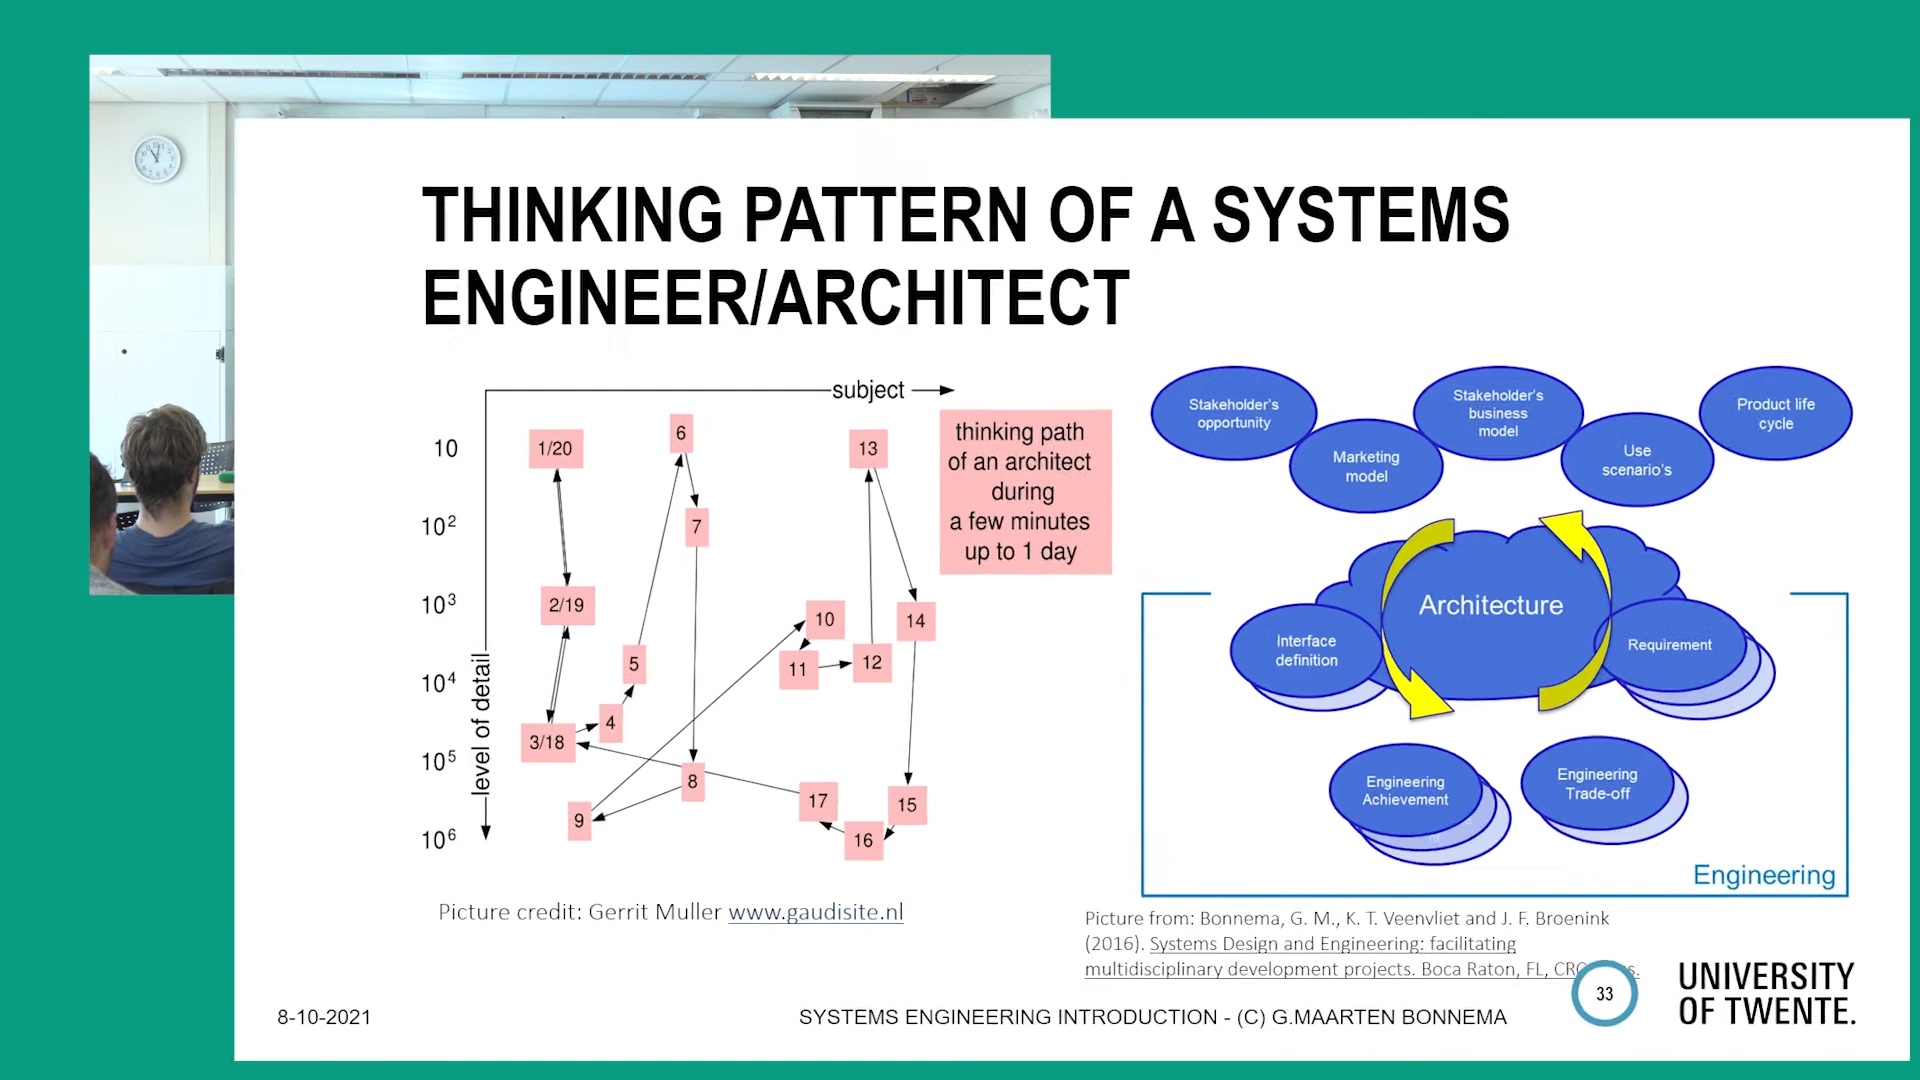 THINKING PATTERN OF A SYSTEMS
ENGINEER/ARCHITECT
subject
level of detail
10
10²
10³
10⁴
10⁵
10⁶
1/20
2/19
3/18
4
5
6
7
8
9
10
11
12
13
14
15
16
17
thinking path
of an architect
during
a few minutes
up to 1 day
Picture credit: Gerrit Muller www.gaudisite.nl
Stakeholder's
opportunity
Marketing
model
Stakeholder's
business
model
Use
scenario's
Product life
cycle
Architecture
Interface
definition
Requirement
Engineering
Achievement
Engineering
Trade-off
Engineering
Picture from: Bonnema, G. M., K. T. Veenvliet and J. F. Broenink
(2016). Systems Design and Engineering: facilitating
multidisciplinary development projects. Boca Raton, FL,
8-10-2021
SYSTEMS ENGINEERING INTRODUCTION - (C) G.MAARTEN BONNEMA
33
UNIVERSITY
OF TWENTE.